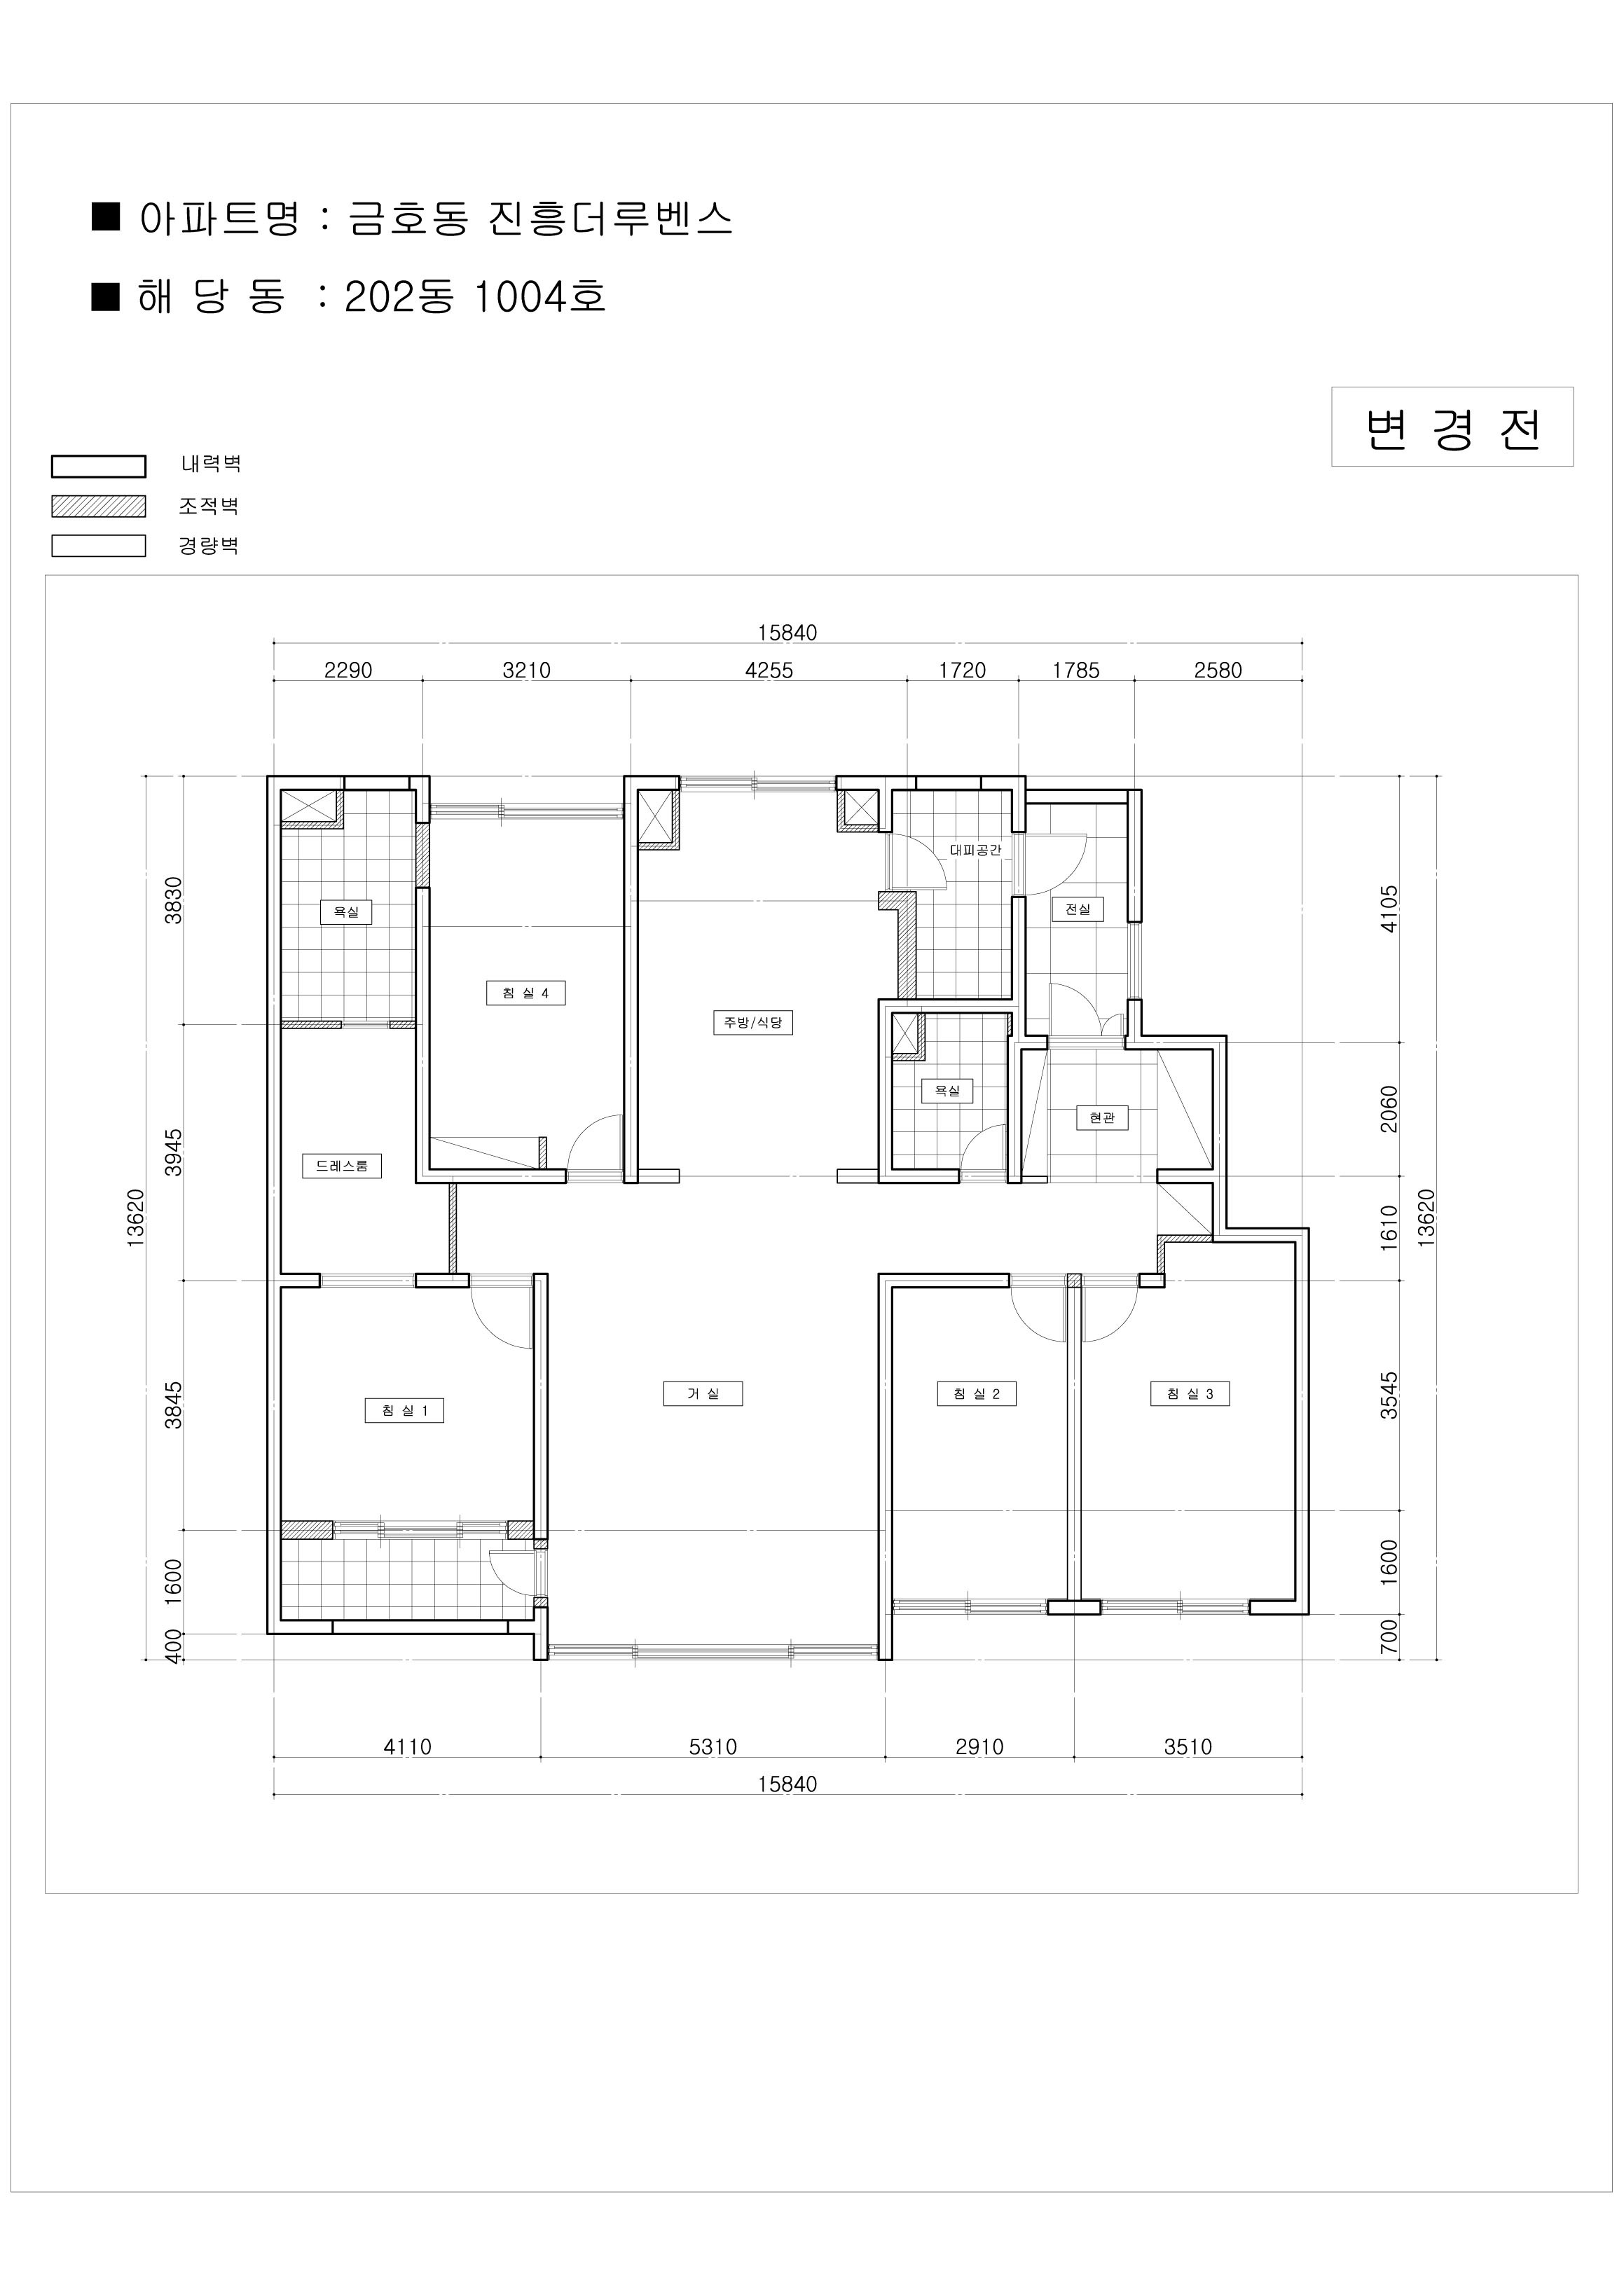 ■ 아파트명 : 금호동 진흥더루벤스
■ 해 당 동 : 202동 1004호
변 경 전
내력벽
조적벽
경량벽
15840
2290 3210 4255 1720 1785 2580
대피공간
3830
4105
욕실
전실
침 실 4
주방/식당
욕실
현관
2060
3945
드레스룸
13620
1610
13620
3845
침 실 1
거 실
침 실 2
침 실 3
3545
1600
1600
400
700
4110 5310 2910 3510
15840